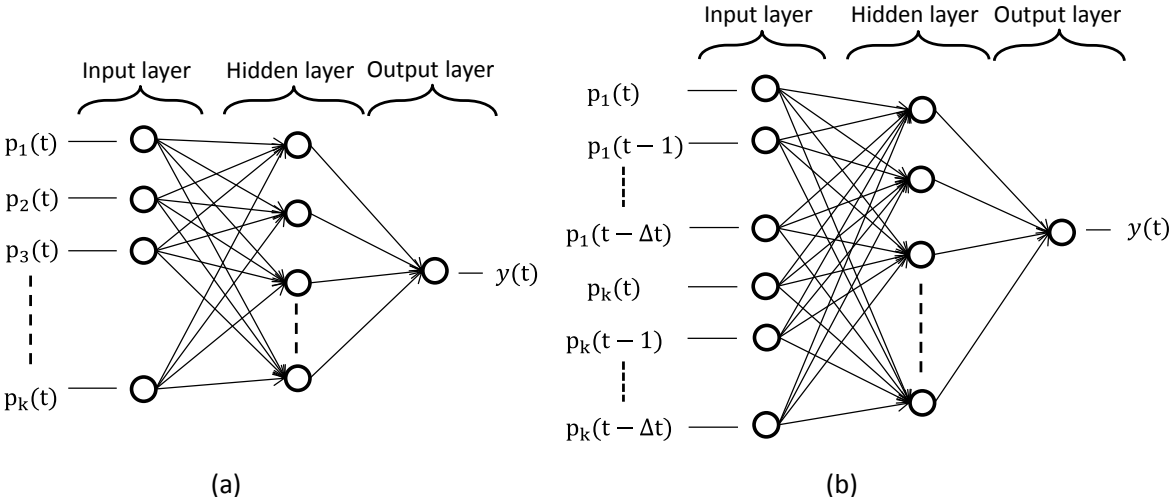 Input layer Hidden layer Output layer
p₁(t)
p₂(t)
p₃(t)
pₖ(t)
y(t)
(a)
Input layer Hidden layer Output layer
p₁(t)
p₁(t − 1)
p₁(t − Δt)
pₖ(t)
pₖ(t − 1)
pₖ(t − Δt)
y(t)
(b)